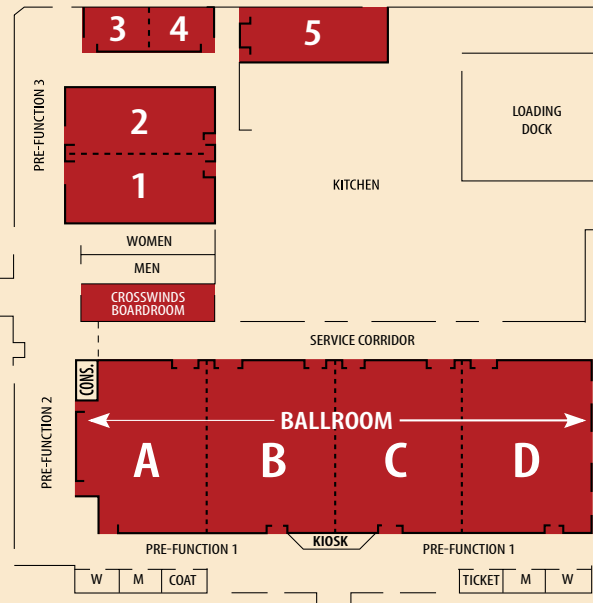 3 4 5
PRE-FUNCTION 3
2
1
LOADING
DOCK
KITCHEN
WOMEN
MEN
CROSSWINDS
BOARDROOM
SERVICE CORRIDOR
CONS.
PRE-FUNCTION 2
BALLROOM
A B C D
KIOSK
PRE-FUNCTION 1 PRE-FUNCTION 1
W M COAT TICKET M W